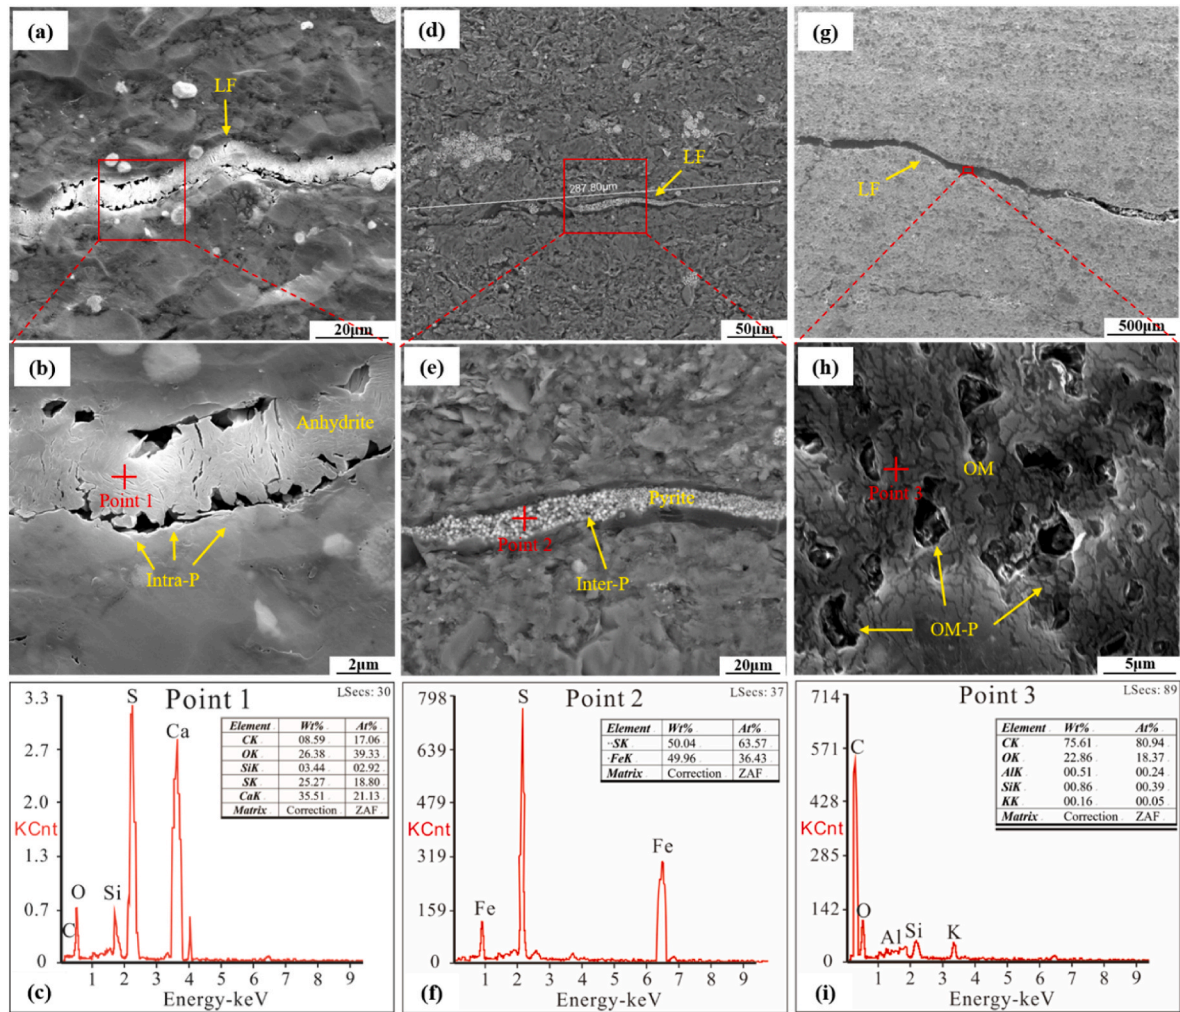 (a)
LF
20μm
(d)
287.80μm
LF
50μm
(g)
LF
500μm
(b)
Anhydrite
Point 1
Intra-P
2μm
(e)
Pyrite
Point 2
Inter-P
20μm
(h)
OM
Point 3
OM-P
5μm
Point 1
LSecs: 30
Element Wt% At%
CK 08.59 17.06
OK 26.38 39.33
SiK 03.44 02.92
SK 25.27 18.80
CaK 35.51 21.13
Matrix Correction ZAF
3.3
2.7
2.0
KCnt
1.3
0.7
0
S
Ca
O
Si
C
1 2 3 4 5 6 7 8 9
Energy-keV
(c)
Point 2
LSecs: 37
Element Wt% At%
SK 50.04 63.57
FeK 49.96 36.43
Matrix Correction ZAF
798
639
479
KCnt
319
159
0
S
Fe
Fe
1 2 3 4 5 6 7 8 9
Energy-keV
(f)
Point 3
LSecs: 89
Element Wt% At%
CK 75.61 80.94
OK 22.86 18.37
AlK 00.51 00.24
SiK 00.86 00.39
KK 00.16 00.05
Matrix Correction ZAF
714
571
428
KCnt
285
142
0
C
O
Al
Si
K
1 2 3 4 5 6 7 8 9
Energy-keV
(i)